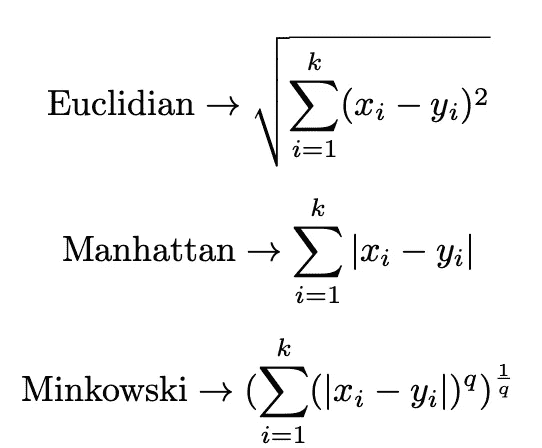 Euclidian → √(∑_{i=1}^{k} (x_i − y_i)^2)
Manhattan → ∑_{i=1}^{k} |x_i − y_i|
Minkowski → (∑_{i=1}^{k} (|x_i − y_i|)^q)^{1/q}